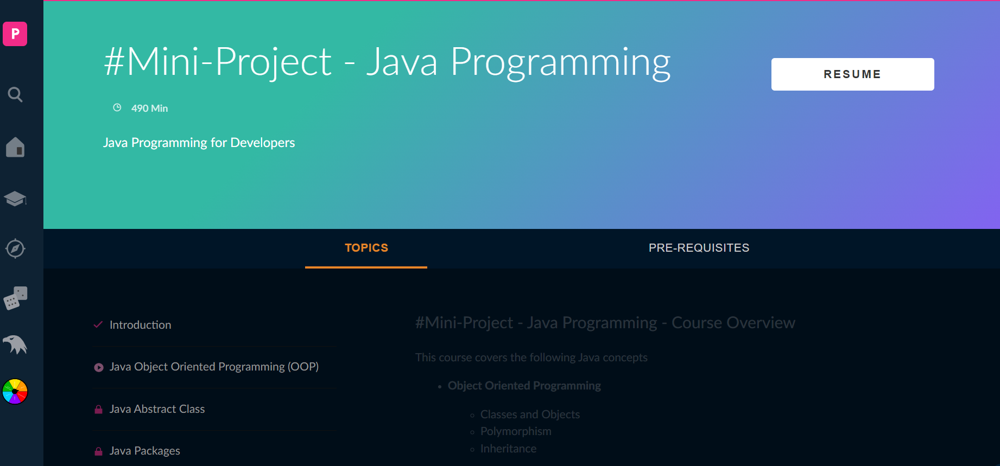 P
#Mini-Project - Java Programming
RESUME
490 Min
Java Programming for Developers
TOPICS
PRE-REQUISITES
Introduction
Java Object Oriented Programming (OOP)
Java Abstract Class
Java Packages
#Mini-Project - Java Programming - Course Overview
This course covers the following Java concepts
• Object Oriented Programming
◦ Classes and Objects
◦ Polymorphism
◦ Inheritance